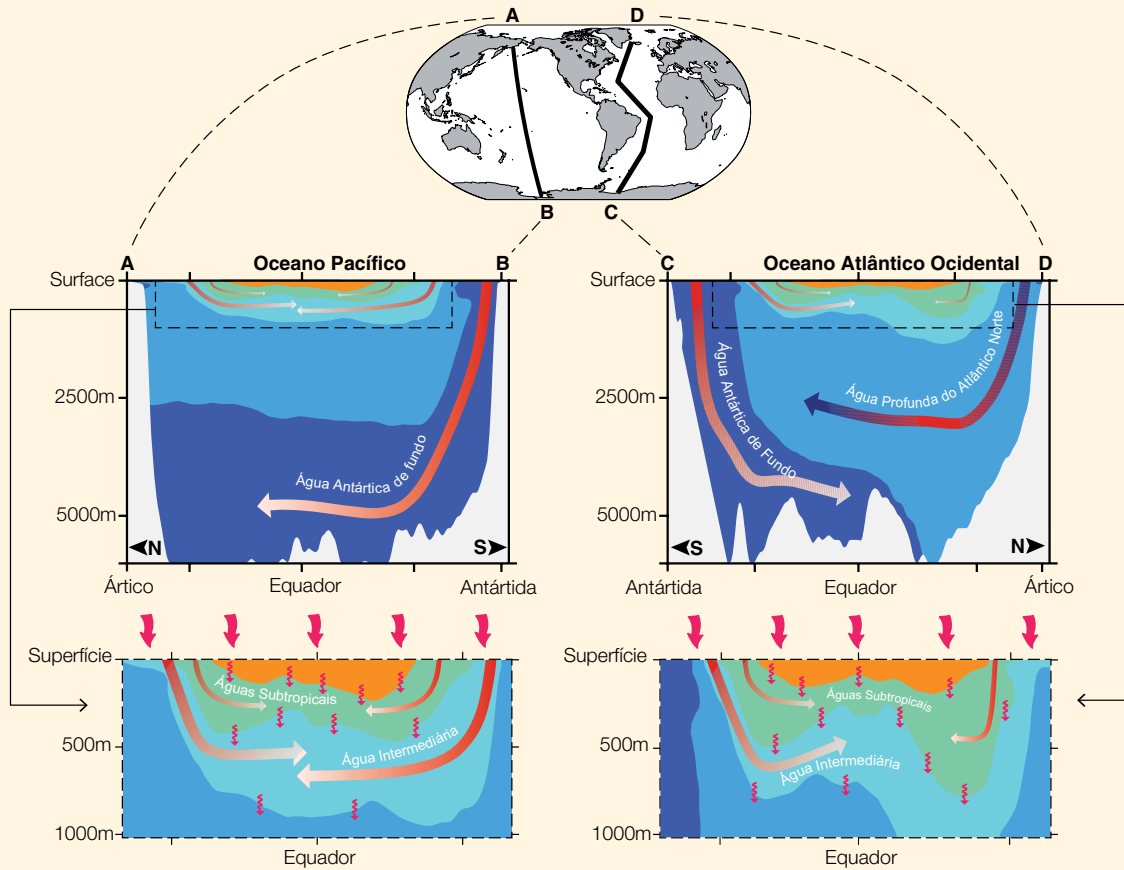 A D
B C
A Oceano Pacífico B
C Oceano Atlântico Ocidental D
Surface
2500m
5000m
Água Antártica de fundo
N S
Ártico Equador Antártida
Surface
2500m
5000m
Água Antártica de Fundo
Água Profunda do Atlântico Norte
S N
Antártida Equador Ártico
Superfície
500m
1000m
Águas Subtropicais
Água Intermediária
Equador
Superfície
500m
1000m
Águas Subtropicais
Água Intermediária
Equador